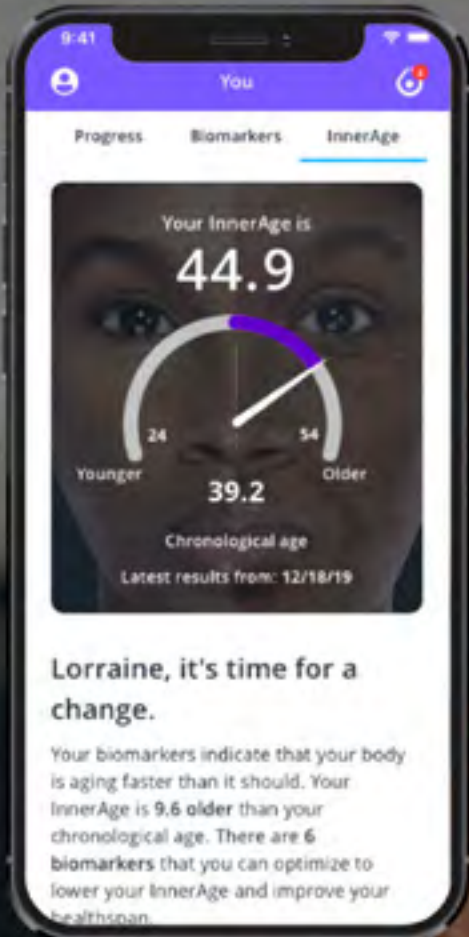 9:41
You
Progress Biomarkers InnerAge
Your InnerAge is
44.9
24 54
Younger Older
39.2
Chronological age
Latest results from: 12/18/19
Lorraine, it's time for a
change.
Your biomarkers indicate that your body
is aging faster than it should. Your
InnerAge is 9.6 older than your
chronological age. There are 6
biomarkers that you can optimize to
lower your InnerAge and improve your
healthspan.